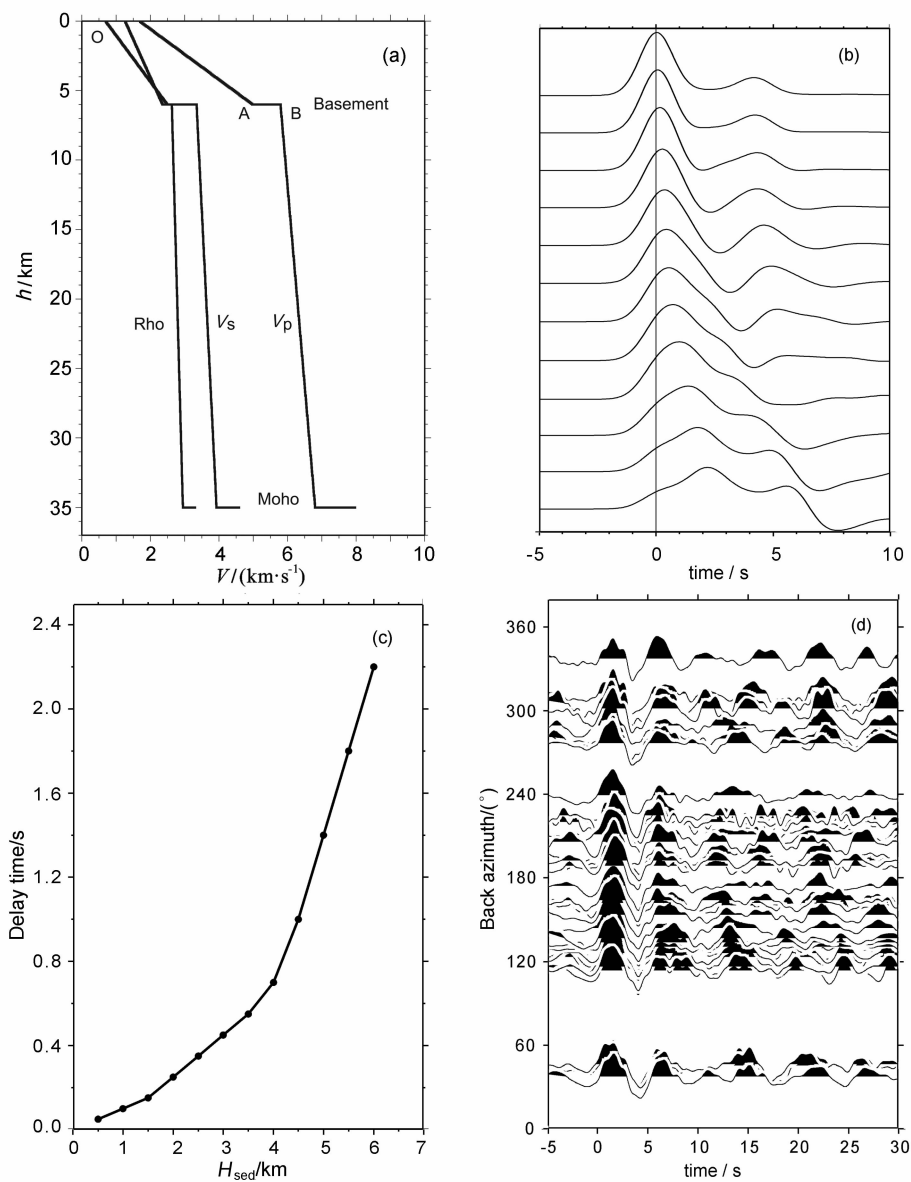 (a)
O
A
B
Basement
Rho
Vs
Vp
Moho
0
5
10
15
20
25
30
35
h/km
0 2 4 6 8 10
V/(km·s⁻¹)
(b)
-5 0 5 10
time / s
(c)
2.4
2.0
1.6
1.2
0.8
0.4
0.0
Delay time/s
0 1 2 3 4 5 6 7
Hsed/km
(d)
360
300
240
180
120
60
0
Back azimuth/(°)
-5 0 5 10 15 20 25 30
time / s